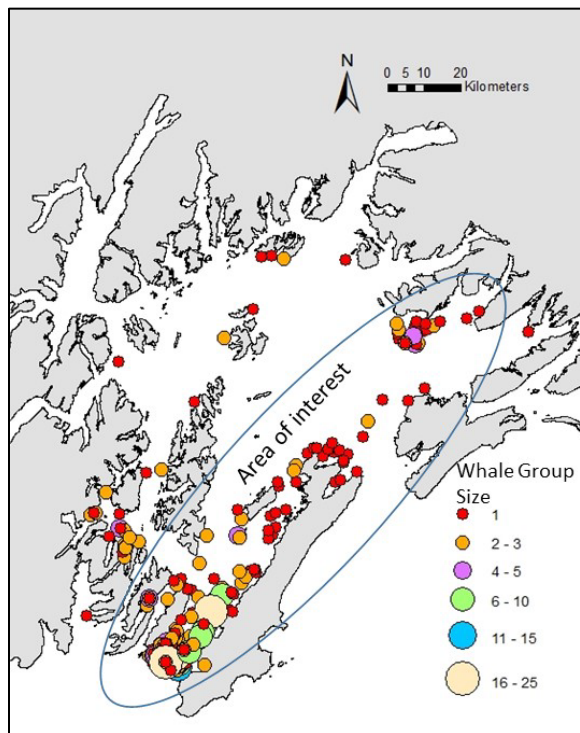 N
0 5 10 20
Kilometers
Area of interest
Whale Group
Size
1
2 - 3
4 - 5
6 - 10
11 - 15
16 - 25